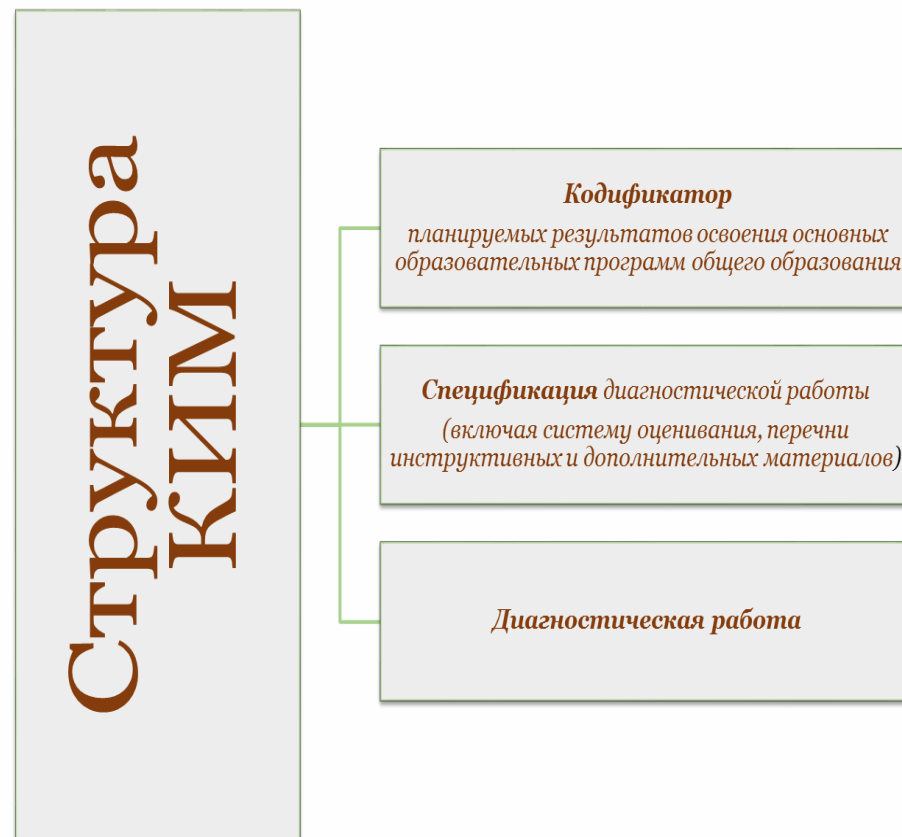 Структура
КИМ
Кодификатор
планируемых результатов освоения основных
образовательных программ общего образования
Спецификация диагностической работы
(включая систему оценивания, перечни
инструктивных и дополнительных материалов)
Диагностическая работа